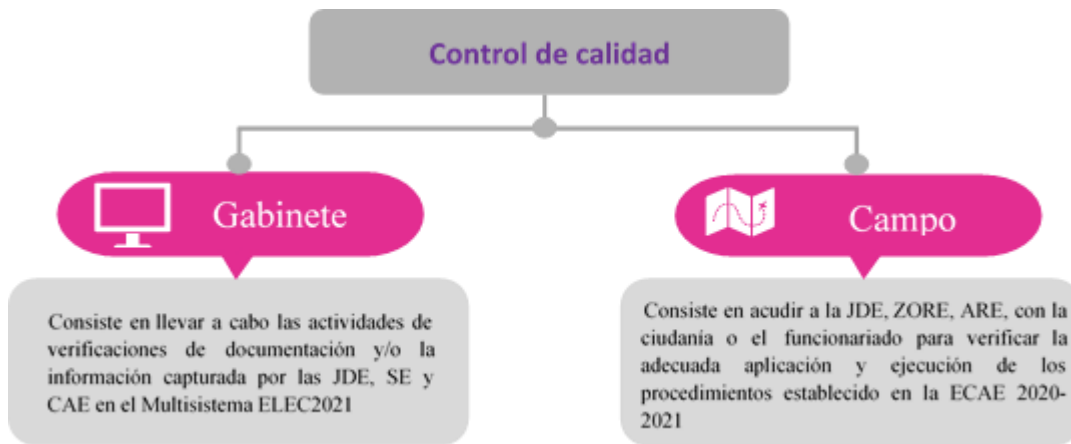 Control de calidad
Gabinete
Consiste en llevar a cabo las actividades de
verificaciones de documentación y/o la
información capturada por las JDE, SE y
CAE en el Multisistema ELEC2021
Campo
Consiste en acudir a la JDE, ZORE, ARE, con la
ciudanía o el funcionariado para verificar la
adecuada aplicación y ejecución de los
procedimientos establecido en la ECAE 2020-
2021